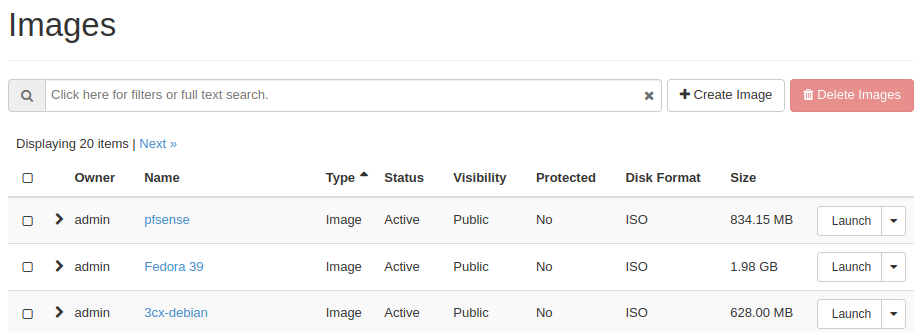 Images
Click here for filters or full text search.
Create Image
Delete Images
Displaying 20 items | Next »
Owner Name Type Status Visibility Protected Disk Format Size
admin pfsense Image Active Public No ISO 834.15 MB Launch
admin Fedora 39 Image Active Public No ISO 1.98 GB Launch
admin 3cx-debian Image Active Public No ISO 628.00 MB Launch